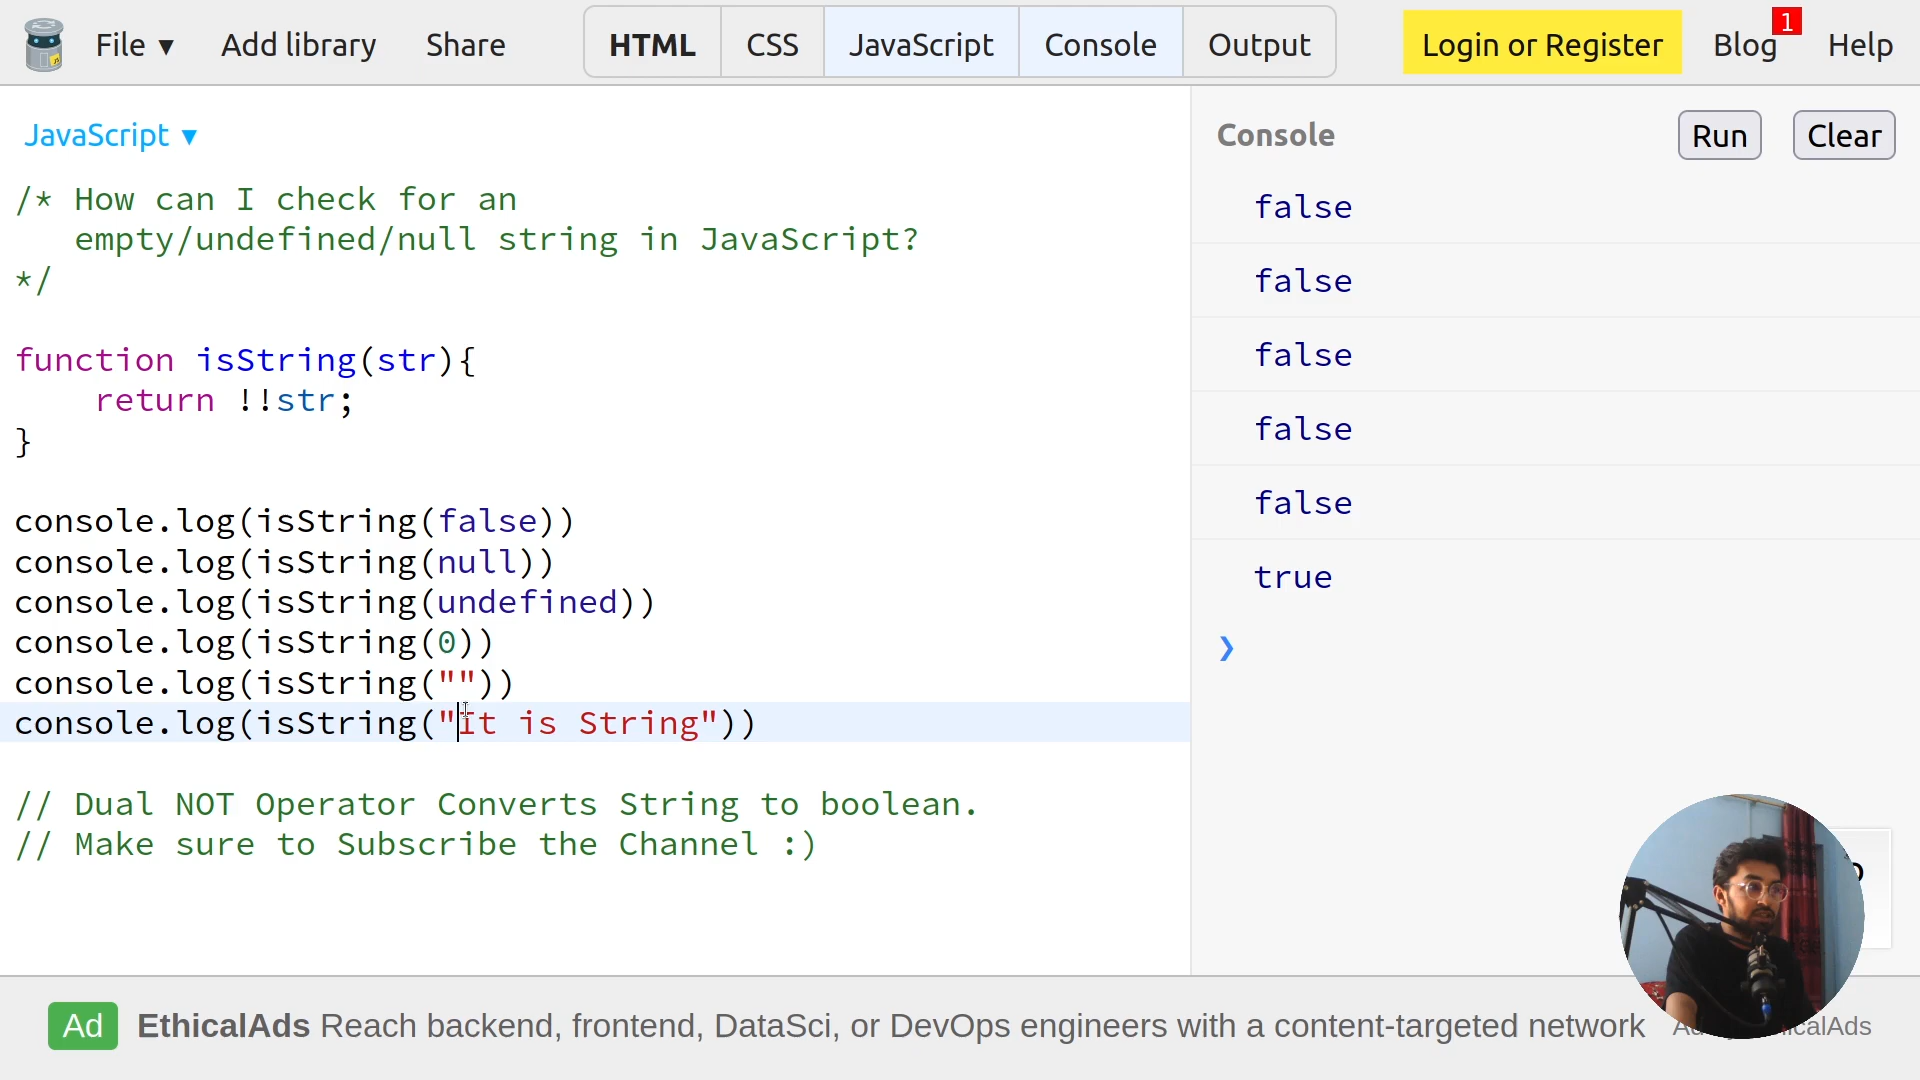 File ▼ Add library Share HTML CSS JavaScript Console Output Login or Register Blog 1 Help
JavaScript ▼
Console Run Clear
/* How can I check for an
empty/undefined/null string in JavaScript?
*/
function isString(str){
return !!str;
}
console.log(isString(false))
console.log(isString(null))
console.log(isString(undefined))
console.log(isString(0))
console.log(isString(""))
console.log(isString("it is String"))
// Dual NOT Operator Converts String to boolean.
// Make sure to Subscribe the Channel :)
false
false
false
false
false
true
❯
Ad EthicalAds Reach backend, frontend, DataSci, or DevOps engineers with a content-targeted network